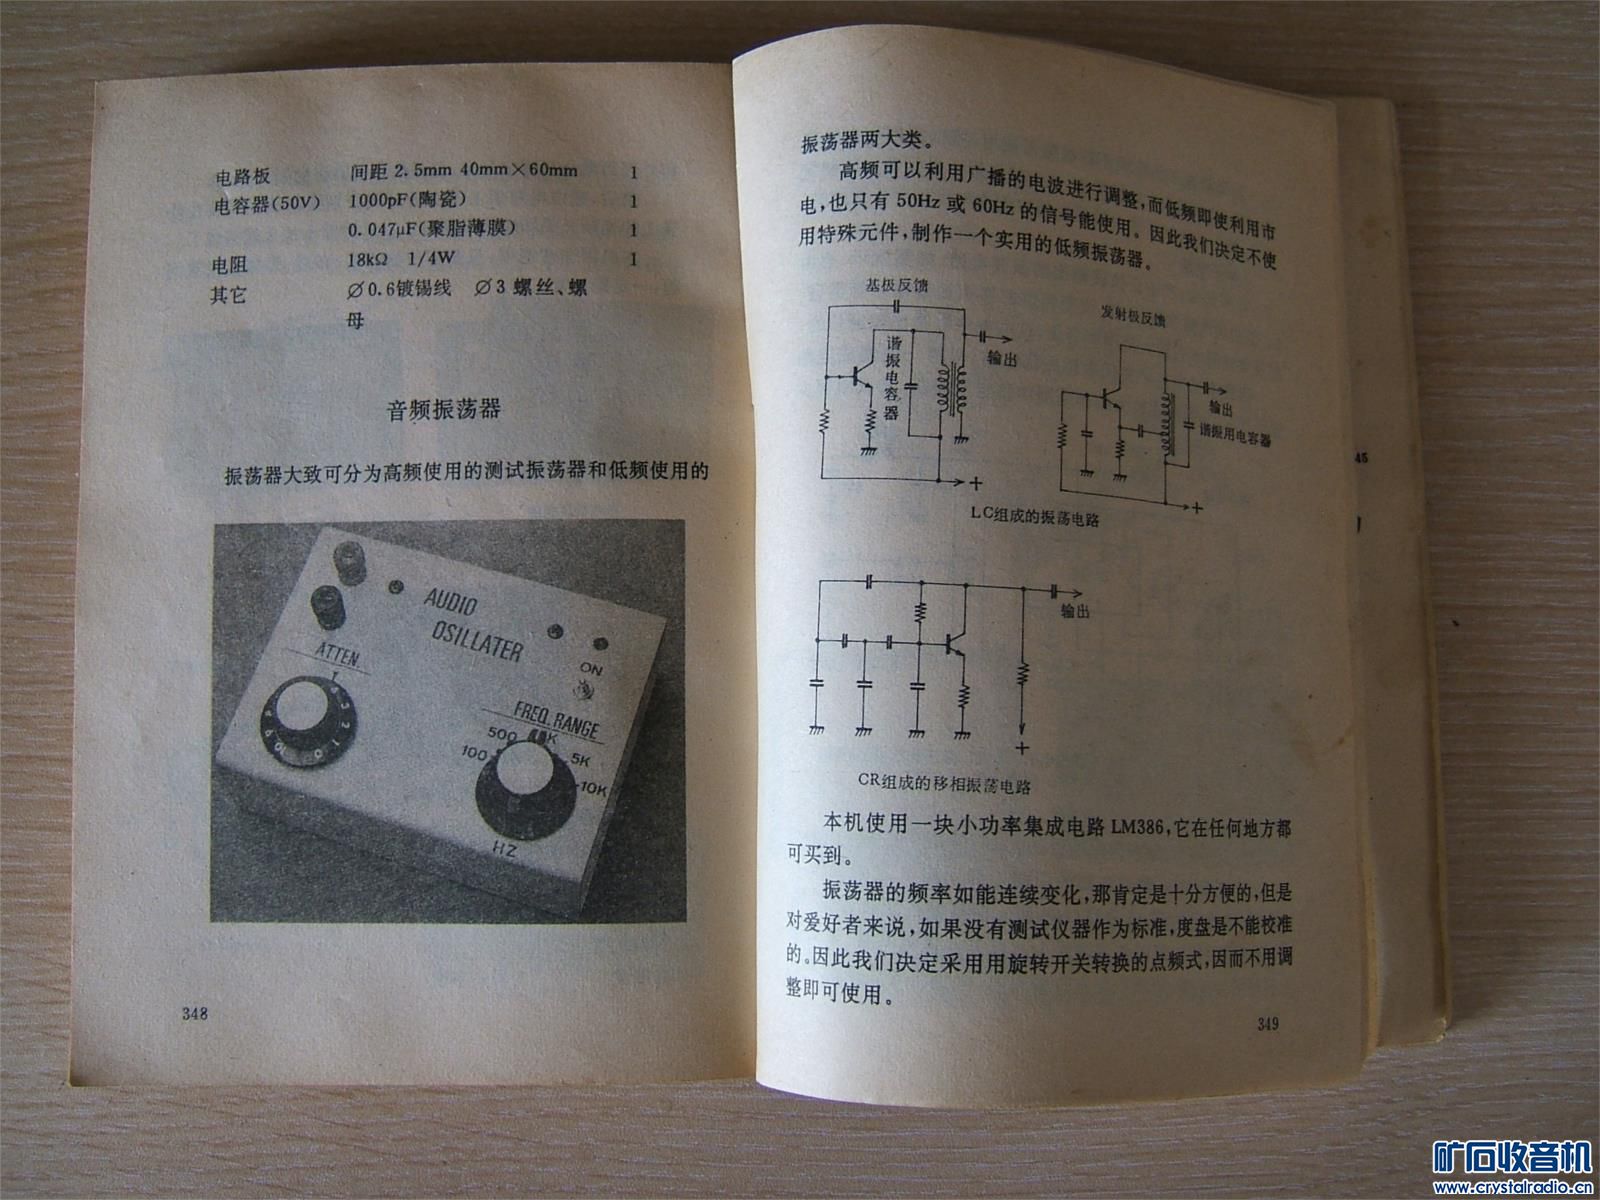 电路板 间距 2.5mm 40mm×60mm 1
电容器(50V) 1000pF(陶瓷) 1
0.047μF(聚脂薄膜) 1
电阻 18kΩ 1/4W 1
其它 ∅0.6镀锡线 ∅3 螺丝、螺
母
音频振荡器
振荡器大致可分为高频使用的测试振荡器和低频使用的
AUDIO
OSILLATER
ATTEN.
ON
FREQ. RANGE
100
500
K
5K
10K
HZ
348
振荡器两大类。
高频可以利用广播的电波进行调整,而低频即使利用市
电,也只有 50Hz 或 60Hz 的信号能使用。因此我们决定不使
用特殊元件,制作一个实用的低频振荡器。
基极反馈
谐振电容器
输出
+
发射极反馈
输出
谐振用电容器
+
LC组成的振荡电路
输出
+
CR组成的移相振荡电路
本机使用一块小功率集成电路 LM386,它在任何地方都
可买到。
振荡器的频率如能连续变化,那肯定是十分方便的,但是
对爱好者来说,如果没有测试仪器作为标准,度盘是不能校准
的。因此我们决定采用用旋转开关转换的点频式,因而不用调
整即可使用。
349
45
矿石收音机
www.crystalradio.cn